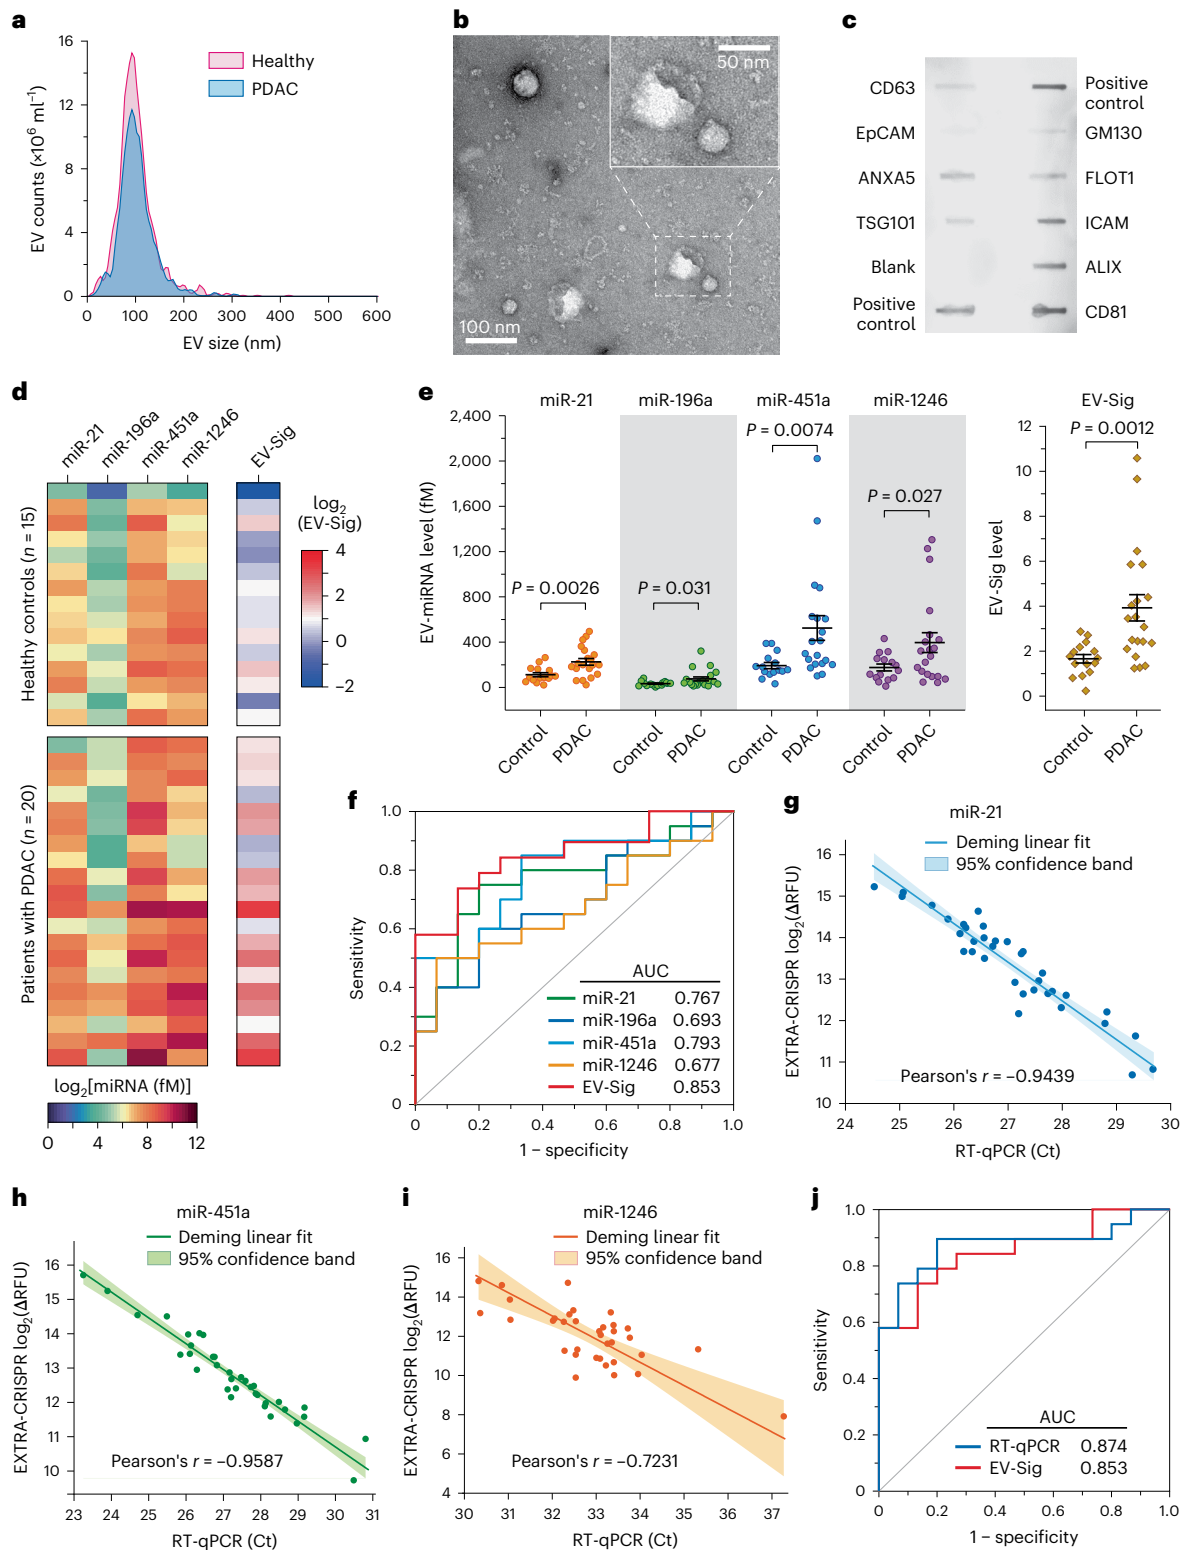 a
16
12
8
4
0
EV counts (×10⁶ ml⁻¹)
Healthy
PDAC
0 100 200 300 400 500 600
EV size (nm)
b
50 nm
100 nm
c
CD63
EpCAM
ANXA5
TSG101
Blank
Positive
control
Positive
control
GM130
FLOT1
ICAM
ALIX
CD81
d
miR-21 miR-196a miR-451a miR-1246 EV-Sig
Healthy controls (n = 15)
Patients with PDAC (n = 20)
log₂
(EV-Sig)
4
2
0
−2
log₂[miRNA (fM)]
0 4 8 12
e
miR-21 miR-196a miR-451a miR-1246 EV-Sig
2,400
2,000
1,600
1,200
800
400
0
EV-miRNA level (fM)
P = 0.0026
P = 0.031
P = 0.0074
P = 0.027
Control PDAC Control PDAC Control PDAC Control PDAC
12
10
8
6
4
2
0
EV-Sig level
P = 0.0012
Control PDAC
f
1.0
0.8
0.6
0.4
0.2
0
Sensitivity
AUC
miR-21 0.767
miR-196a 0.693
miR-451a 0.793
miR-1246 0.677
EV-Sig 0.853
0 0.2 0.4 0.6 0.8 1.0
1 − specificity
g
miR-21
Deming linear fit
95% confidence band
16
15
14
13
12
11
10
EXTRA-CRISPR log₂(ΔRFU)
Pearson's r = −0.9439
24 25 26 27 28 29 30
RT-qPCR (Ct)
h
miR-451a
Deming linear fit
95% confidence band
16
15
14
13
12
11
10
EXTRA-CRISPR log₂(ΔRFU)
Pearson's r = −0.9587
23 24 25 26 27 28 29 30 31
RT-qPCR (Ct)
i
miR-1246
Deming linear fit
95% confidence band
16
14
12
10
8
6
4
EXTRA-CRISPR log₂(ΔRFU)
Pearson's r = −0.7231
30 31 32 33 34 35 36 37
RT-qPCR (Ct)
j
1.0
0.8
0.6
0.4
0.2
0
Sensitivity
AUC
RT-qPCR 0.874
EV-Sig 0.853
0 0.2 0.4 0.6 0.8 1.0
1 − specificity